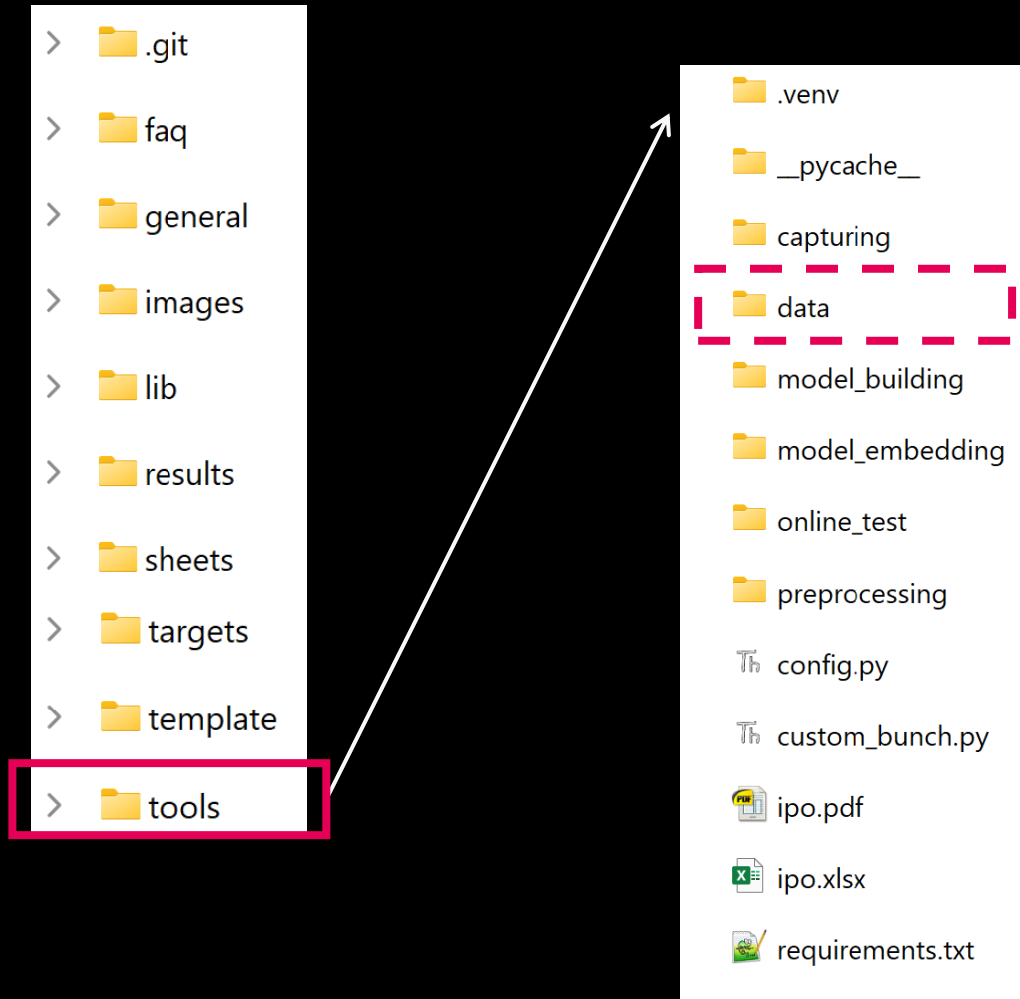 .git
faq
general
images
lib
results
sheets
targets
template
tools
.venv
__pycache__
capturing
data
model_building
model_embedding
online_test
preprocessing
config.py
custom_bunch.py
PDF
ipo.pdf
ipo.xlsx
requirements.txt